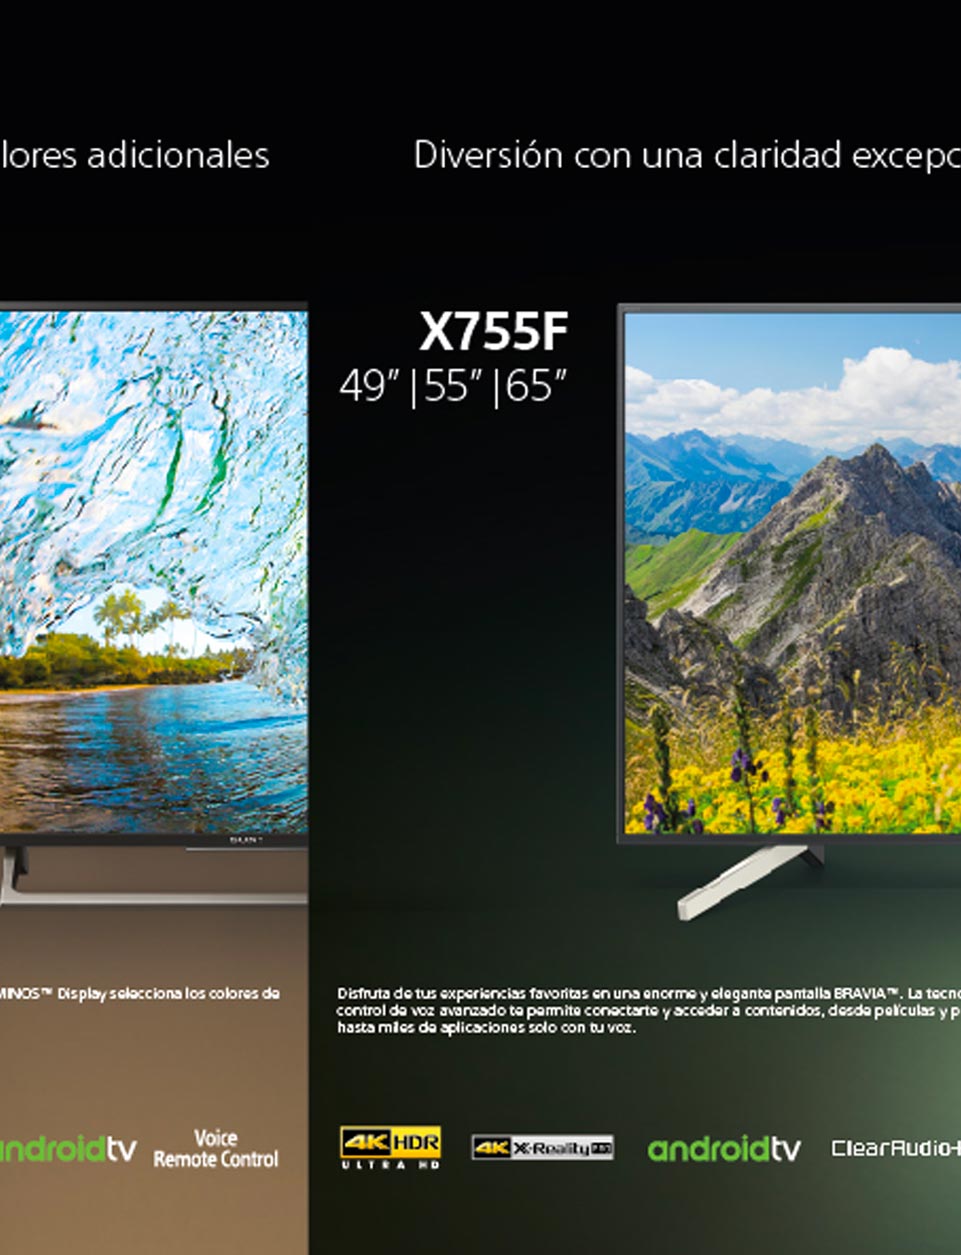 lores adicionales
Diversión con una claridad excepc
X755F
49” | 55” | 65”
SONY
MINOS™ Display selecciona los colores de
Disfruta de tus experiencias favoritas en una enorme y elegante pantalla BRAVIA™. La tecno
control de voz avanzado te permite conectarte y acceder a contenidos, desde películas y p
hasta miles de aplicaciones solo con tu voz.
androidtv
Voice
Remote Control
4K HDR
ULTRA HD
4K X-Reality PRO
androidtv
ClearAudio+